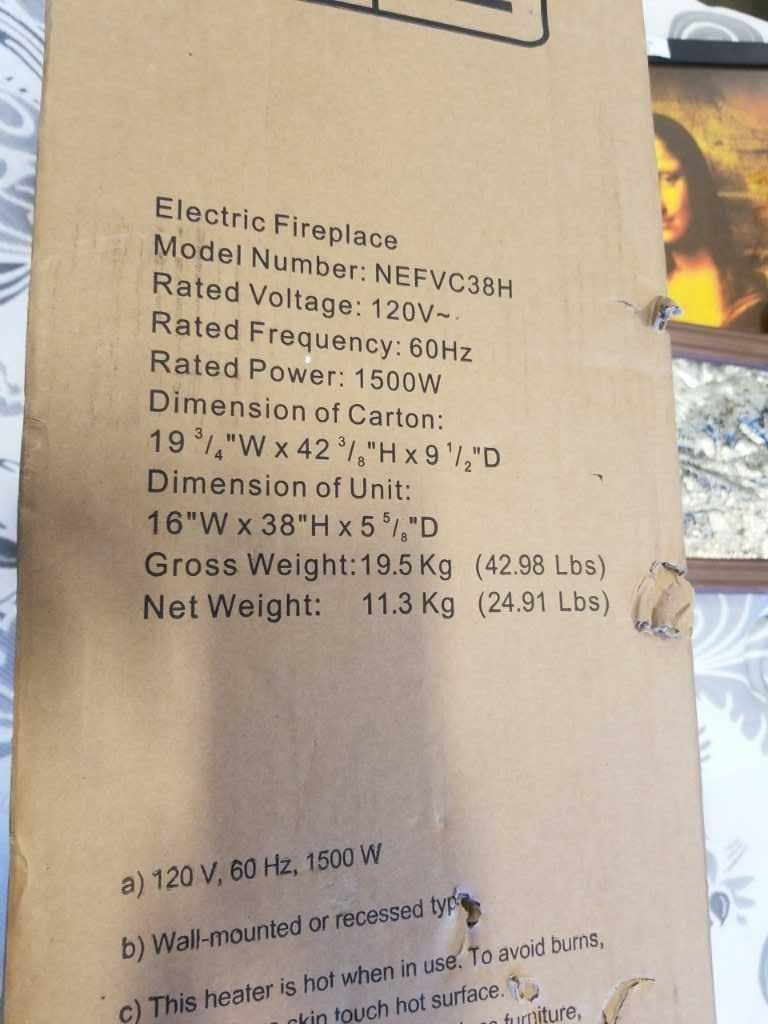 Electric Fireplace
Model Number: NEFVC38H
Rated Voltage: 120V~
Rated Frequency: 60Hz
Rated Power: 1500W
Dimension of Carton:
19 3/4"W x 42 3/8"H x 9 1/2"D
Dimension of Unit:
16"W x 38"H x 5 5/8"D
Gross Weight: 19.5 Kg (42.98 Lbs)
Net Weight: 11.3 Kg (24.91 Lbs)
a) 120 V, 60 Hz, 1500 W
b) Wall-mounted or recessed typ
c) This heater is hot when in use. To avoid burns,
skin touch hot surface.
furniture,